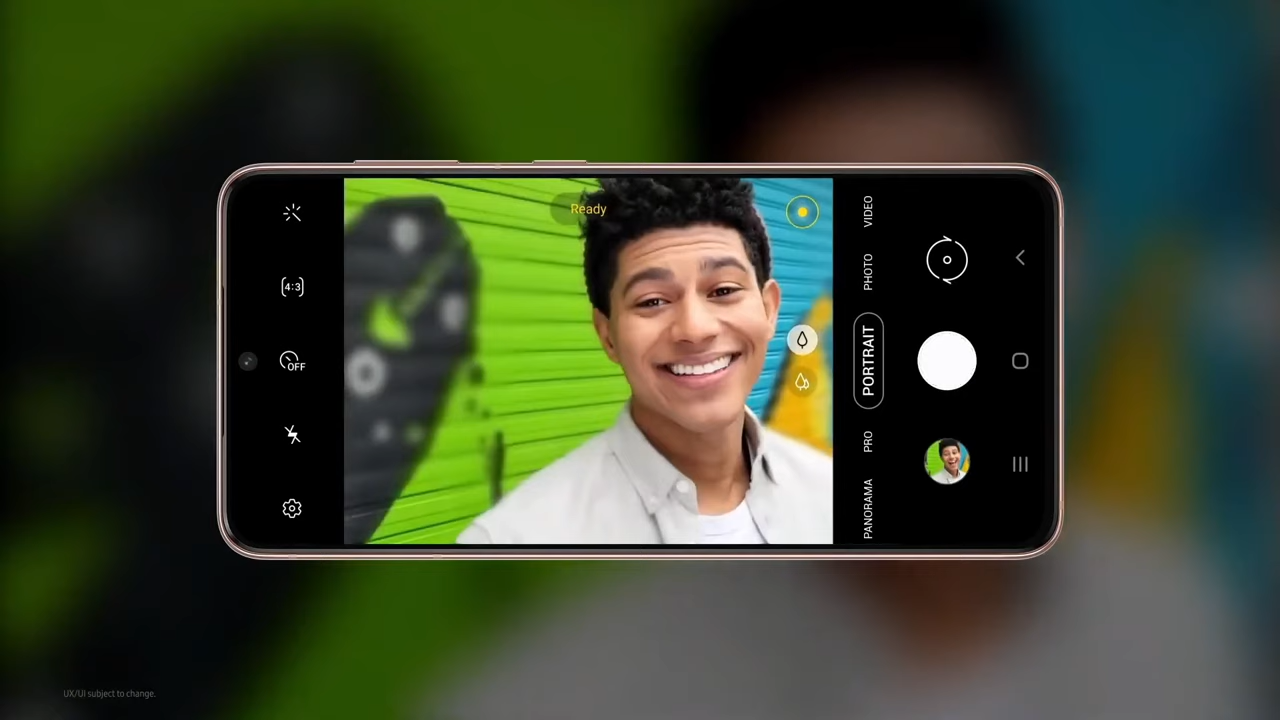 4:3
OFF
Ready
VIDEO
PHOTO
PORTRAIT
PRO
PANORAMA
UX/UI subject to change.